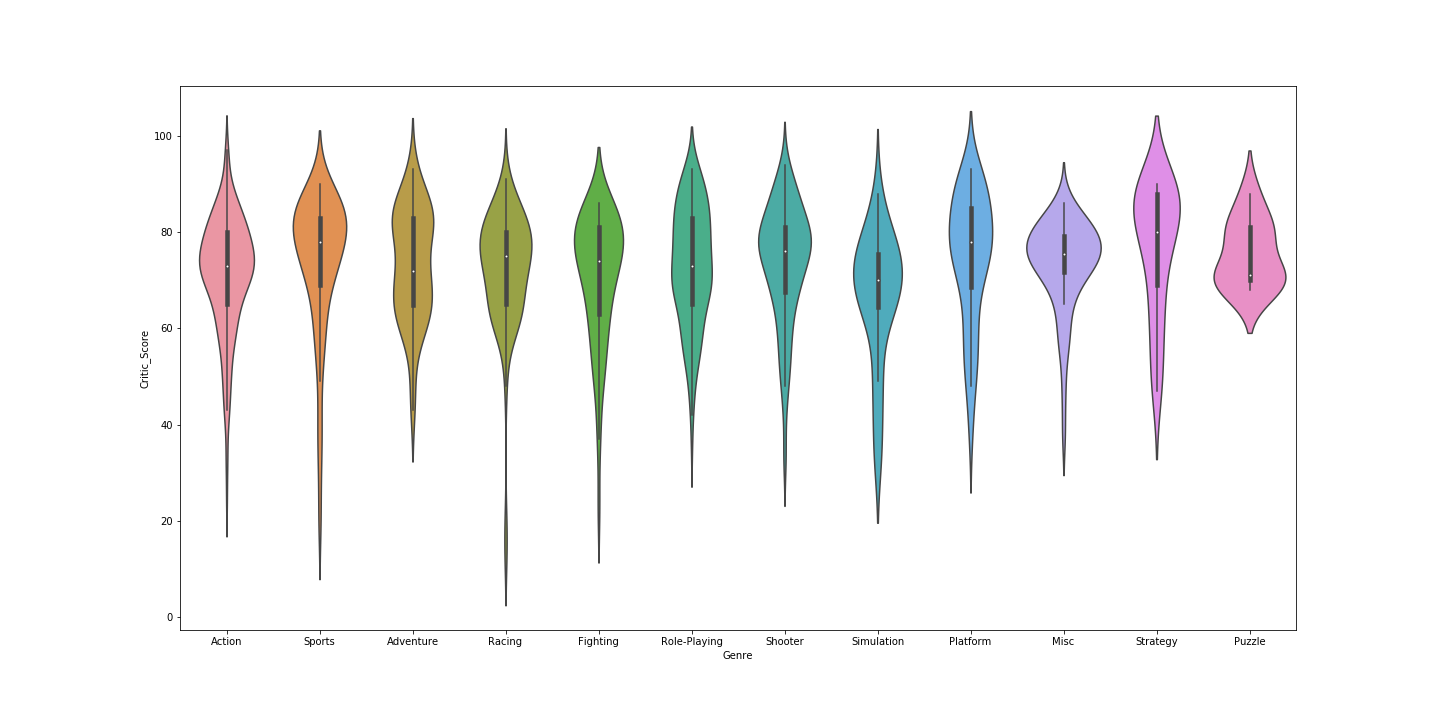 100
80
60
40
20
0
Critic_Score
Action Sports Adventure Racing Fighting Role-Playing Shooter Simulation Platform Misc Strategy Puzzle
Genre